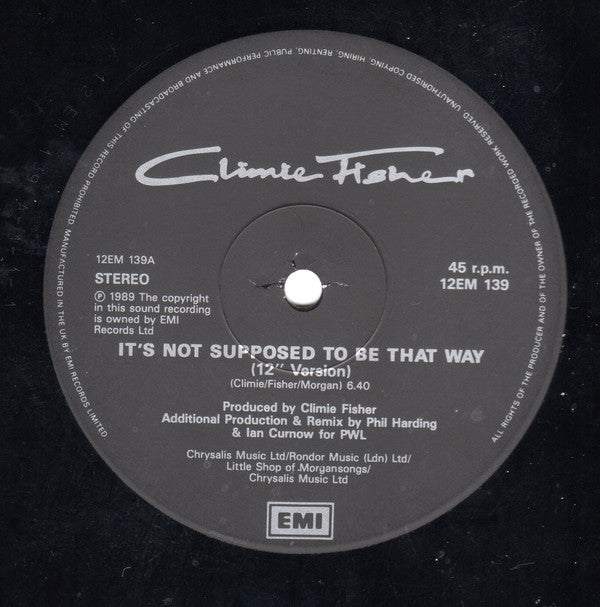 Climie Fisher
12EM 139A
STEREO
℗ 1989 The copyright
in this sound recording
is owned by EMI
Records Ltd
45 r.p.m.
12EM 139
IT'S NOT SUPPOSED TO BE THAT WAY
(12" Version)
(Climie/Fisher/Morgan) 6.40
Produced by Climie Fisher
Additional Production & Remix by Phil Harding
& Ian Curnow for PWL
Chrysalis Music Ltd/Rondor Music (Ldn) Ltd/
Little Shop of Morgansongs/
Chrysalis Music Ltd
EMI
ALL RIGHTS OF THE PRODUCER AND OF THE OWNER OF THE RECORDED WORK RESERVED. UNAUTHORISED COPYING, HIRING, RENTING, PUBLIC PERFORMANCE AND BROADCASTING OF THIS RECORD PROHIBITED. MANUFACTURED IN THE UK BY EMI RECORDS LIMITED.